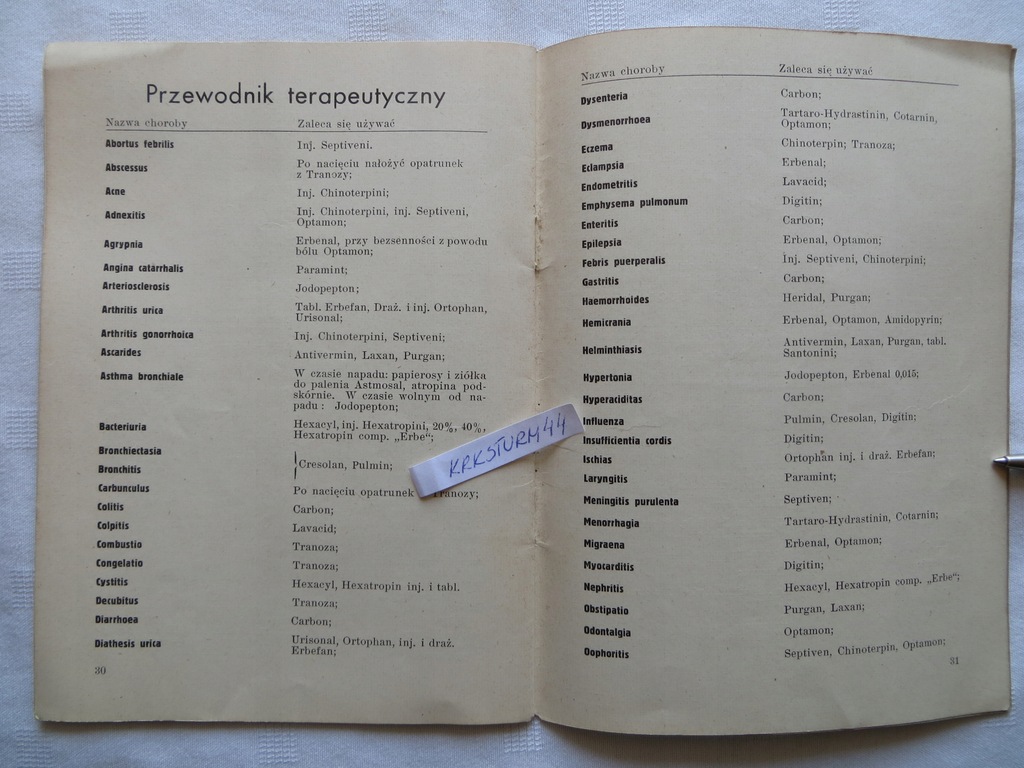 Przewodnik terapeutyczny
Nazwa choroby Zaleca się używać
Abortus febrilis Inj. Septiveni.
Abscessus Po nacięciu nałożyć opatrunek
z Tranozy;
Acne Inj. Chinoterpini;
Adnexitis Inj. Chinoterpini, inj. Septiveni,
Optamon;
Agrypnia Erbenal, przy bezsenności z powodu
bólu Optamon;
Angina catarrhalis Paramint;
Arteriosclerosis Jodopepton;
Arthritis urica Tabl. Erbefan, Draż. i inj. Ortophan,
Urisonal;
Arthritis gonorrhoica Inj. Chinoterpini, Septiveni;
Ascarides Antivermin, Laxan, Purgan;
Asthma bronchiale W czasie napadu: papierosy i ziółka
do palenia Astmosal, atropina pod-
skórnie. W czasie wolnym od na-
padu : Jodopepton;
Bacteriuria Hexacyl, inj. Hexatropini, 20%, 40%,
Hexatropin comp. „Erbe“;
Bronchiectasia
Bronchitis Cresolan, Pulmin;
Carbunculus Po nacięciu opatrunek Tranozy;
Colitis Carbon;
Colpitis Lavacid;
Combustio Tranoza;
Congelatio Tranoza;
Cystitis Hexacyl, Hexatropin inj. i tabl.
Decubitus Tranoza;
Diarrhoea Carbon;
Diathesis urica Urisonal, Ortophan, inj. i draż.
Erbefan;
30
KRKSTURM44
Nazwa choroby Zaleca się używać
Dysenteria Carbon;
Dysmenorrhoea Tartaro-Hydrastinin, Cotarnin,
Optamon;
Eczema Chinoterpin; Tranoza;
Eclampsia Erbenal;
Endometritis Lavacid;
Emphysema pulmonum Digitin;
Enteritis Carbon;
Epilepsia Erbenal, Optamon;
Febris puerperalis Inj. Septiveni, Chinoterpini;
Gastritis Carbon;
Haemorrhoides Heridal, Purgan;
Hemicrania Erbenal, Optamon, Amidopyrin;
Helminthiasis Antivermin, Laxan, Purgan, tabl.
Santonini;
Hypertonia Jodopepton, Erbenal 0,015;
Hyperaciditas Carbon;
Influenza Pulmin, Cresolan, Digitin;
Insufficientia cordis Digitin;
Ischias Ortophan inj. i draż. Erbefan;
Laryngitis Paramint;
Meningitis purulenta Septiven;
Menorrhagia Tartaro-Hydrastinin, Cotarnin;
Migraena Erbenal, Optamon;
Myocarditis Digitin;
Nephritis Hexacyl, Hexatropin comp. „Erbe“;
Obstipatio Purgan, Laxan;
Odontalgia Optamon;
Oophoritis Septiven, Chinoterpin, Optamon;
31